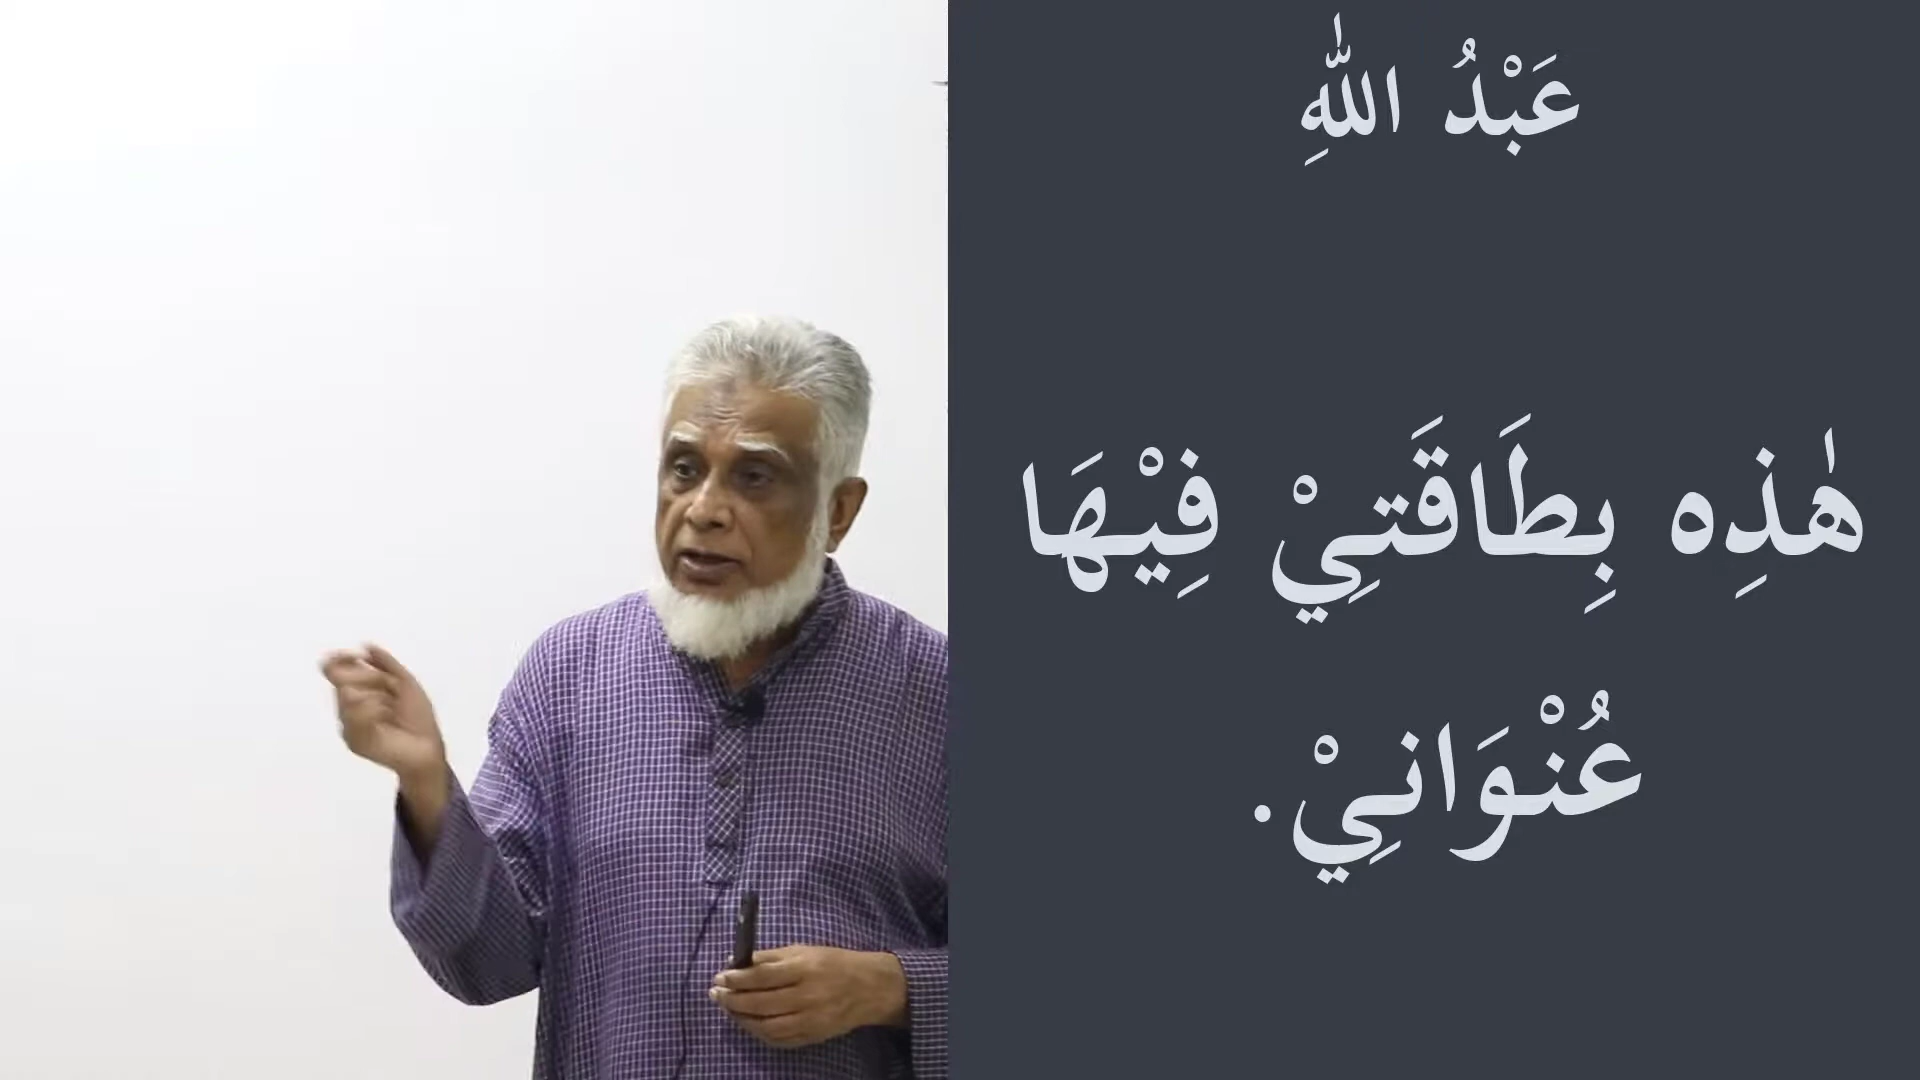 عَبْدُ اللّٰهِ
هٰذِه بِطَاقَتِيْ فِيْهَا
عُنْوَانِيْ.